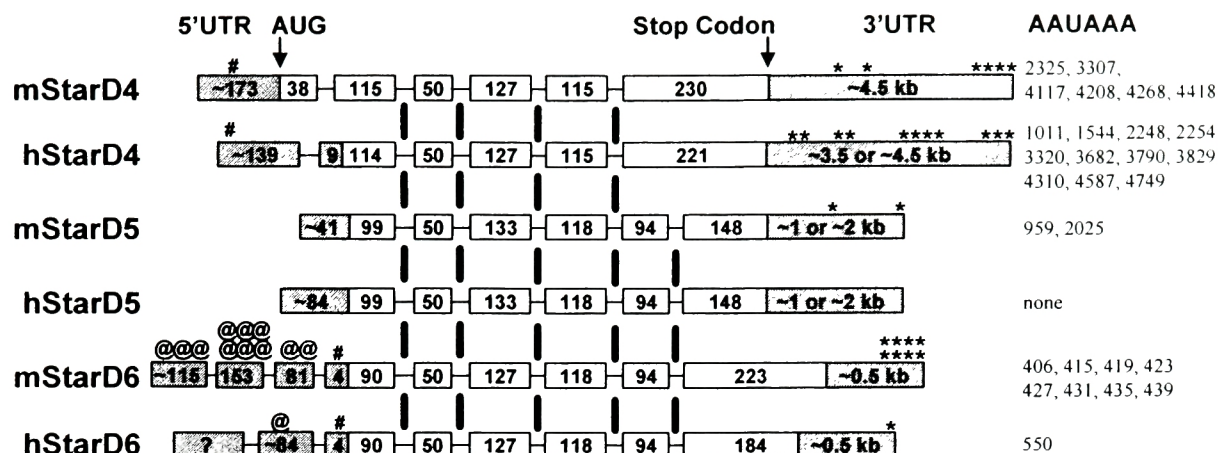 5'UTR AUG Stop Codon 3'UTR AAUAAA
# * * ****
mStarD4 ~173 38 115 50 127 115 230 ~4.5 kb 2325, 3307,
4117, 4208, 4268, 4418
# ** ** **** ***
hStarD4 ~139 9 114 50 127 115 221 ~3.5 or ~4.5 kb 1011, 1544, 2248, 2254
3320, 3682, 3790, 3829
4310, 4587, 4749
* *
mStarD5 ~41 99 50 133 118 94 148 ~1 or ~2 kb 959, 2025
hStarD5 ~84 99 50 133 118 94 148 ~1 or ~2 kb none
@@@ ****
@@@ @@@ @@ # ****
mStarD6 ~115 153 81 4 90 50 127 118 94 223 ~0.5 kb 406, 415, 419, 423
427, 431, 435, 439
@ # *
hStarD6 ? ~84 4 90 50 127 118 94 184 ~0.5 kb 550